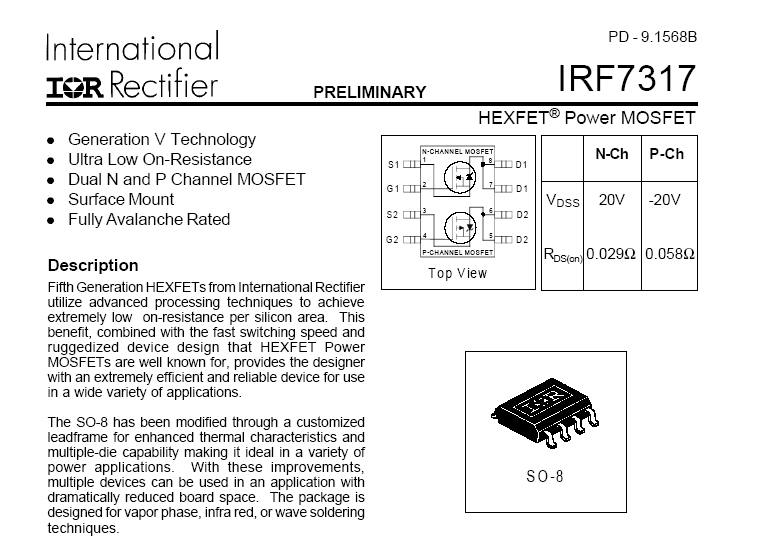 International
IOR Rectifier
PD - 9.1568B
PRELIMINARY
IRF7317
HEXFET® Power MOSFET
● Generation V Technology
● Ultra Low On-Resistance
● Dual N and P Channel MOSFET
● Surface Mount
● Fully Avalanche Rated
N-CHANNEL MOSFET
S1 1 8 D1
G1 2 7 D1
S2 3 6 D2
G2 4 5 D2
P-CHANNEL MOSFET
Top View
N-Ch P-Ch
VDSS 20V -20V
RDS(on) 0.029Ω 0.058Ω
Description
Fifth Generation HEXFETs from International Rectifier
utilize advanced processing techniques to achieve
extremely low on-resistance per silicon area. This
benefit, combined with the fast switching speed and
ruggedized device design that HEXFET Power
MOSFETs are well known for, provides the designer
with an extremely efficient and reliable device for use
in a wide variety of applications.
The SO-8 has been modified through a customized
leadframe for enhanced thermal characteristics and
multiple-die capability making it ideal in a variety of
power applications. With these improvements,
multiple devices can be used in an application with
dramatically reduced board space. The package is
designed for vapor phase, infra red, or wave soldering
techniques.
IOR
SO-8